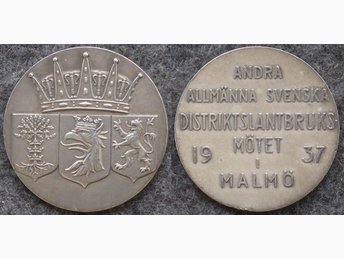 ANDRA
ALLMÄNNA SVENSKA
DISTRIKTSLANTBRUKS
MÖTET
19 I 37
MALMÖ